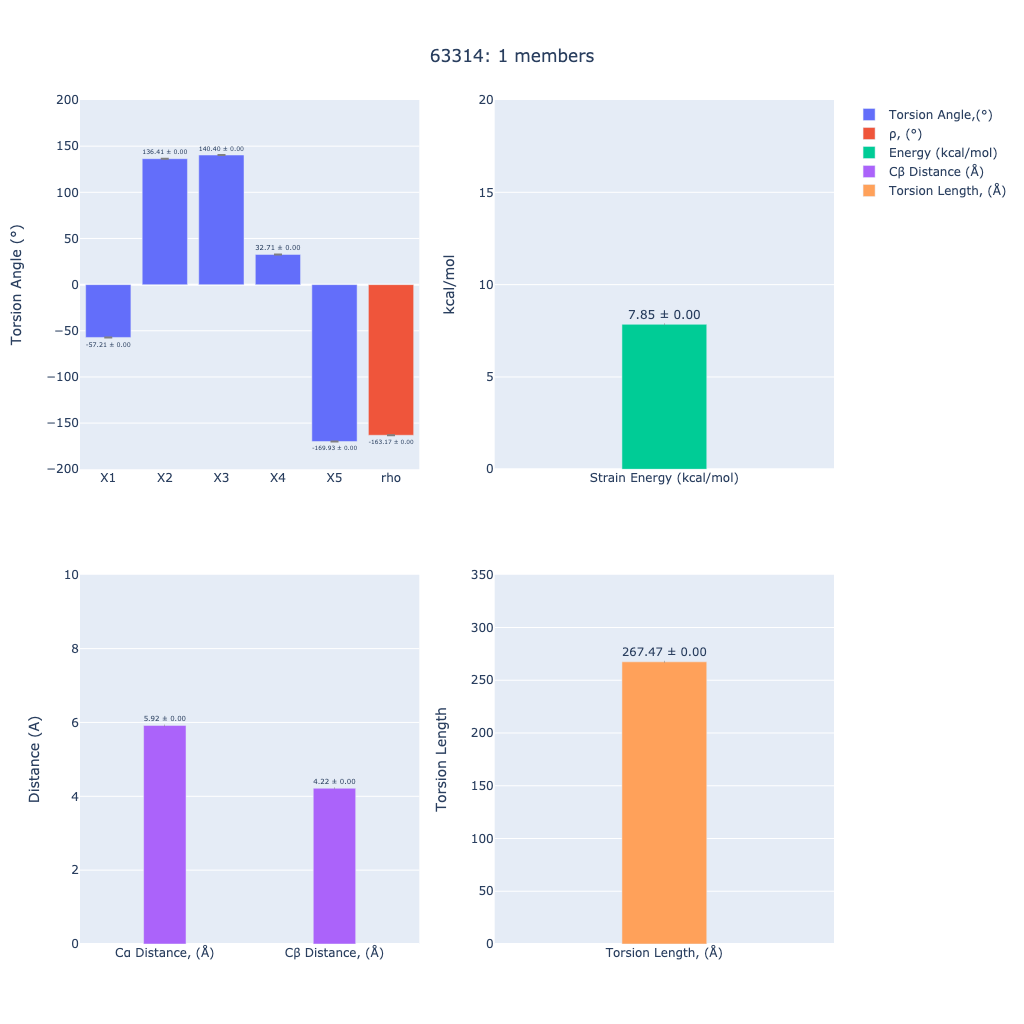 63314: 1 members
Torsion Angle (°)
200
150
100
50
0
−50
−100
−150
−200
-57.21 ± 0.00
136.41 ± 0.00
140.40 ± 0.00
32.71 ± 0.00
-169.93 ± 0.00
-163.17 ± 0.00
X1 X2 X3 X4 X5 rho
kcal/mol
20
15
10
5
0
7.85 ± 0.00
Strain Energy (kcal/mol)
Torsion Angle,(°)
ρ, (°)
Energy (kcal/mol)
Cβ Distance (Å)
Torsion Length, (Å)
Distance (A)
10
8
6
4
2
0
5.92 ± 0.00
4.22 ± 0.00
Cα Distance, (Å) Cβ Distance, (Å)
Torsion Length
350
300
250
200
150
100
50
0
267.47 ± 0.00
Torsion Length, (Å)